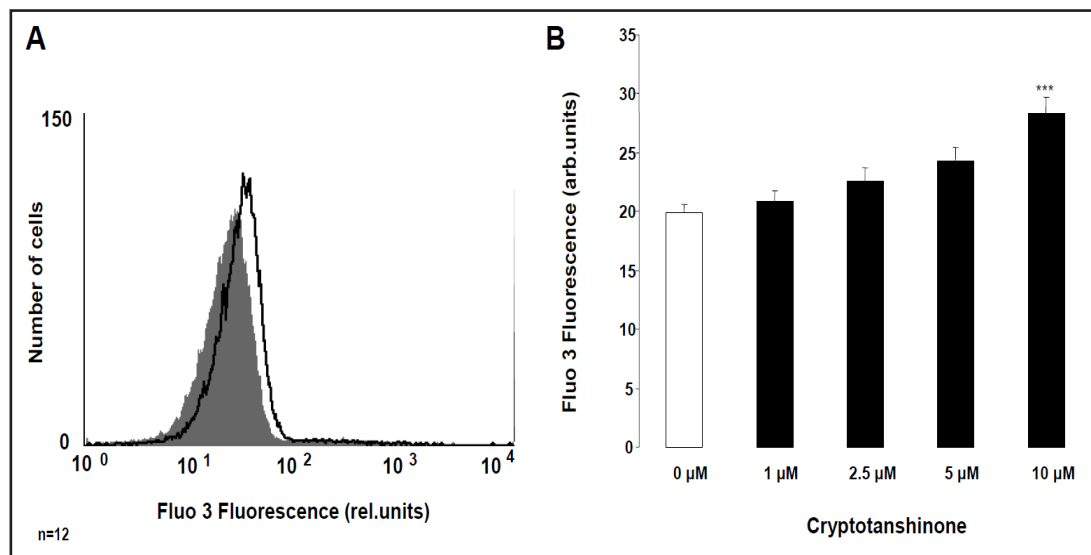 A
150
Number of cells
0
10^0 10^1 10^2 10^3 10^4
Fluo 3 Fluorescence (rel.units)
n=12
B
Fluo 3 Fluorescence (arb.units)
35
30
25
20
15
10
5
0
***
0 µM 1 µM 2.5 µM 5 µM 10 µM
Cryptotanshinone